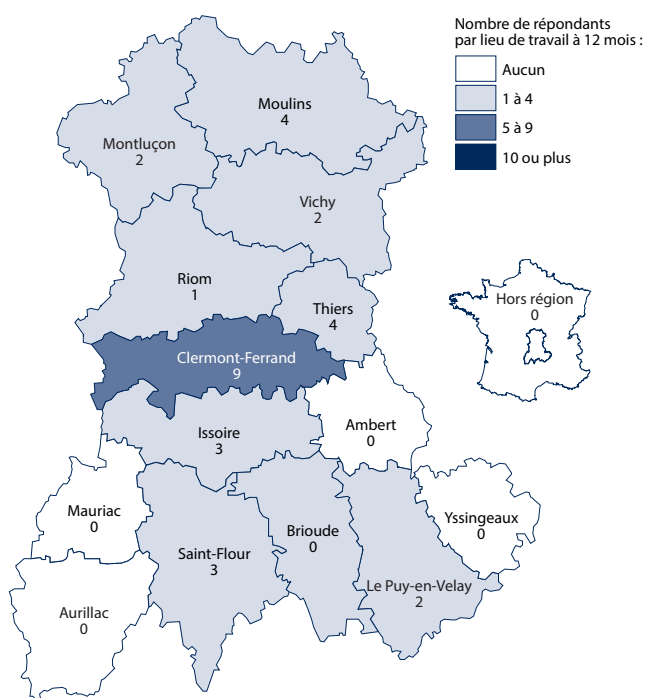 Nombre de répondants
par lieu de travail à 12 mois :
Aucun
1 à 4
5 à 9
10 ou plus
Moulins
4
Montluçon
2
Vichy
2
Riom
1
Thiers
4
Hors région
0
Clermont-Ferrand
9
Ambert
0
Issoire
3
Mauriac
0
Yssingeaux
0
Brioude
0
Saint-Flour
3
Le Puy-en-Velay
2
Aurillac
0